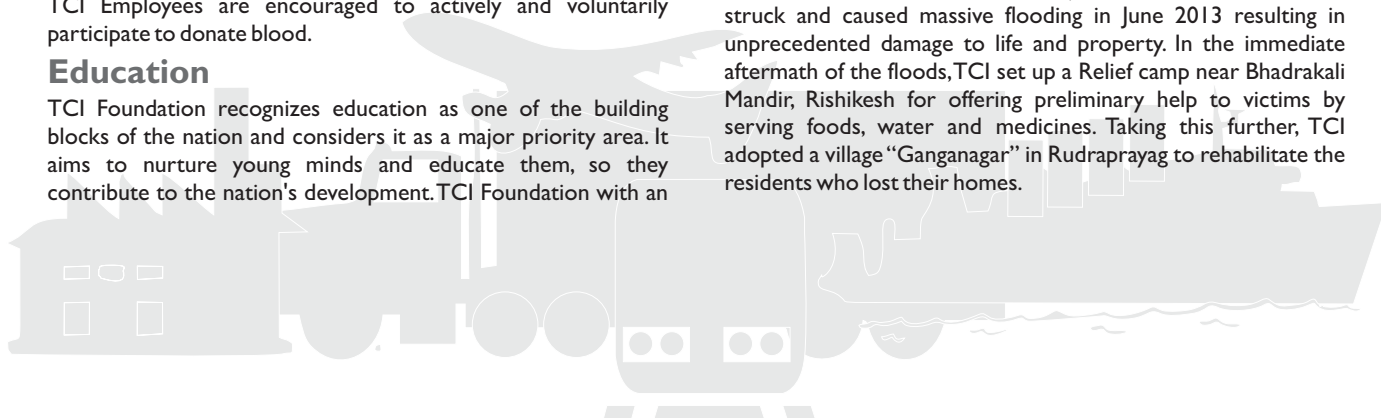 TCI Employees are encouraged to actively and voluntarily
participate to donate blood.
Education
TCI Foundation recognizes education as one of the building
blocks of the nation and considers it as a major priority area. It
aims to nurture young minds and educate them, so they
contribute to the nation's development.TCI Foundation with an
struck and caused massive flooding in June 2013 resulting in
unprecedented damage to life and property. In the immediate
aftermath of the floods,TCI set up a Relief camp near Bhadrakali
Mandir, Rishikesh for offering preliminary help to victims by
serving foods, water and medicines. Taking this further, TCI
adopted a village “Ganganagar” in Rudraprayag to rehabilitate the
residents who lost their homes.